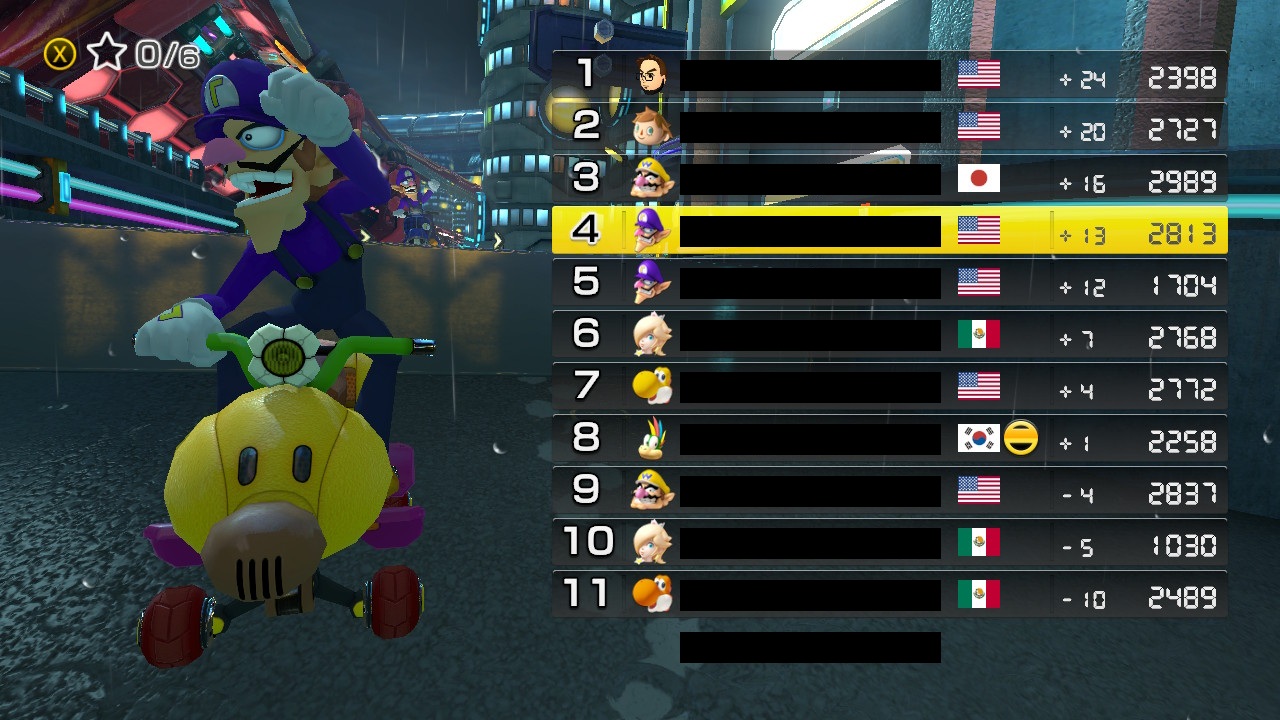 X 0/6
1 + 24 2398
2 + 20 2727
3 + 16 2989
4 + 13 2813
5 + 12 1704
6 + 7 2768
7 + 4 2772
8 + 1 2258
9 - 4 2837
10 - 5 1030
11 - 10 2489